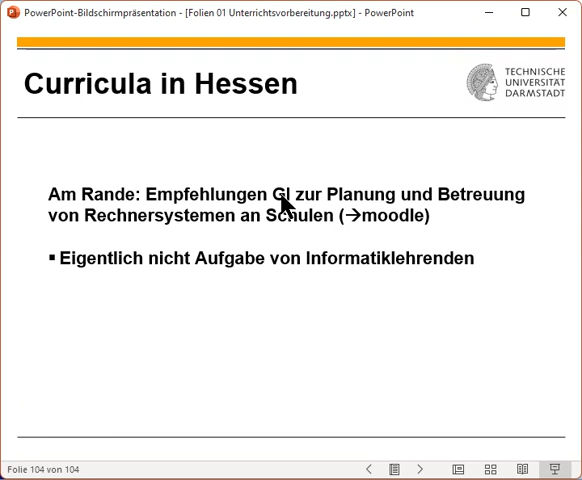 PowerPoint-Bildschirmpräsentation - [Folien 01 Unterrichtsvorbereitung.pptx] - PowerPoint
Curricula in Hessen
TECHNISCHE
UNIVERSITÄT
DARMSTADT
Am Rande: Empfehlungen GI zur Planung und Betreuung
von Rechnersystemen an Schulen (→moodle)
▪ Eigentlich nicht Aufgabe von Informatiklehrenden
Folie 104 von 104